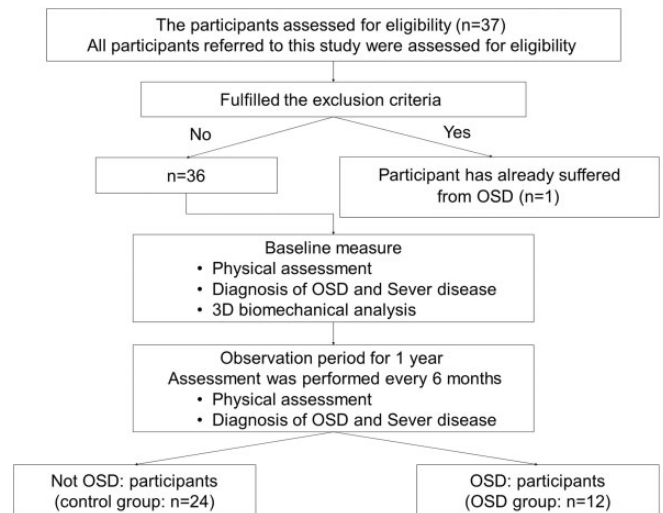 The participants assessed for eligibility (n=37)
All participants referred to this study were assessed for eligibility
Fulfilled the exclusion criteria
No
Yes
n=36
Participant has already suffered
from OSD (n=1)
Baseline measure
• Physical assessment
• Diagnosis of OSD and Sever disease
• 3D biomechanical analysis
Observation period for 1 year
Assessment was performed every 6 months
• Physical assessment
• Diagnosis of OSD and Sever disease
Not OSD: participants
(control group: n=24)
OSD: participants
(OSD group: n=12)